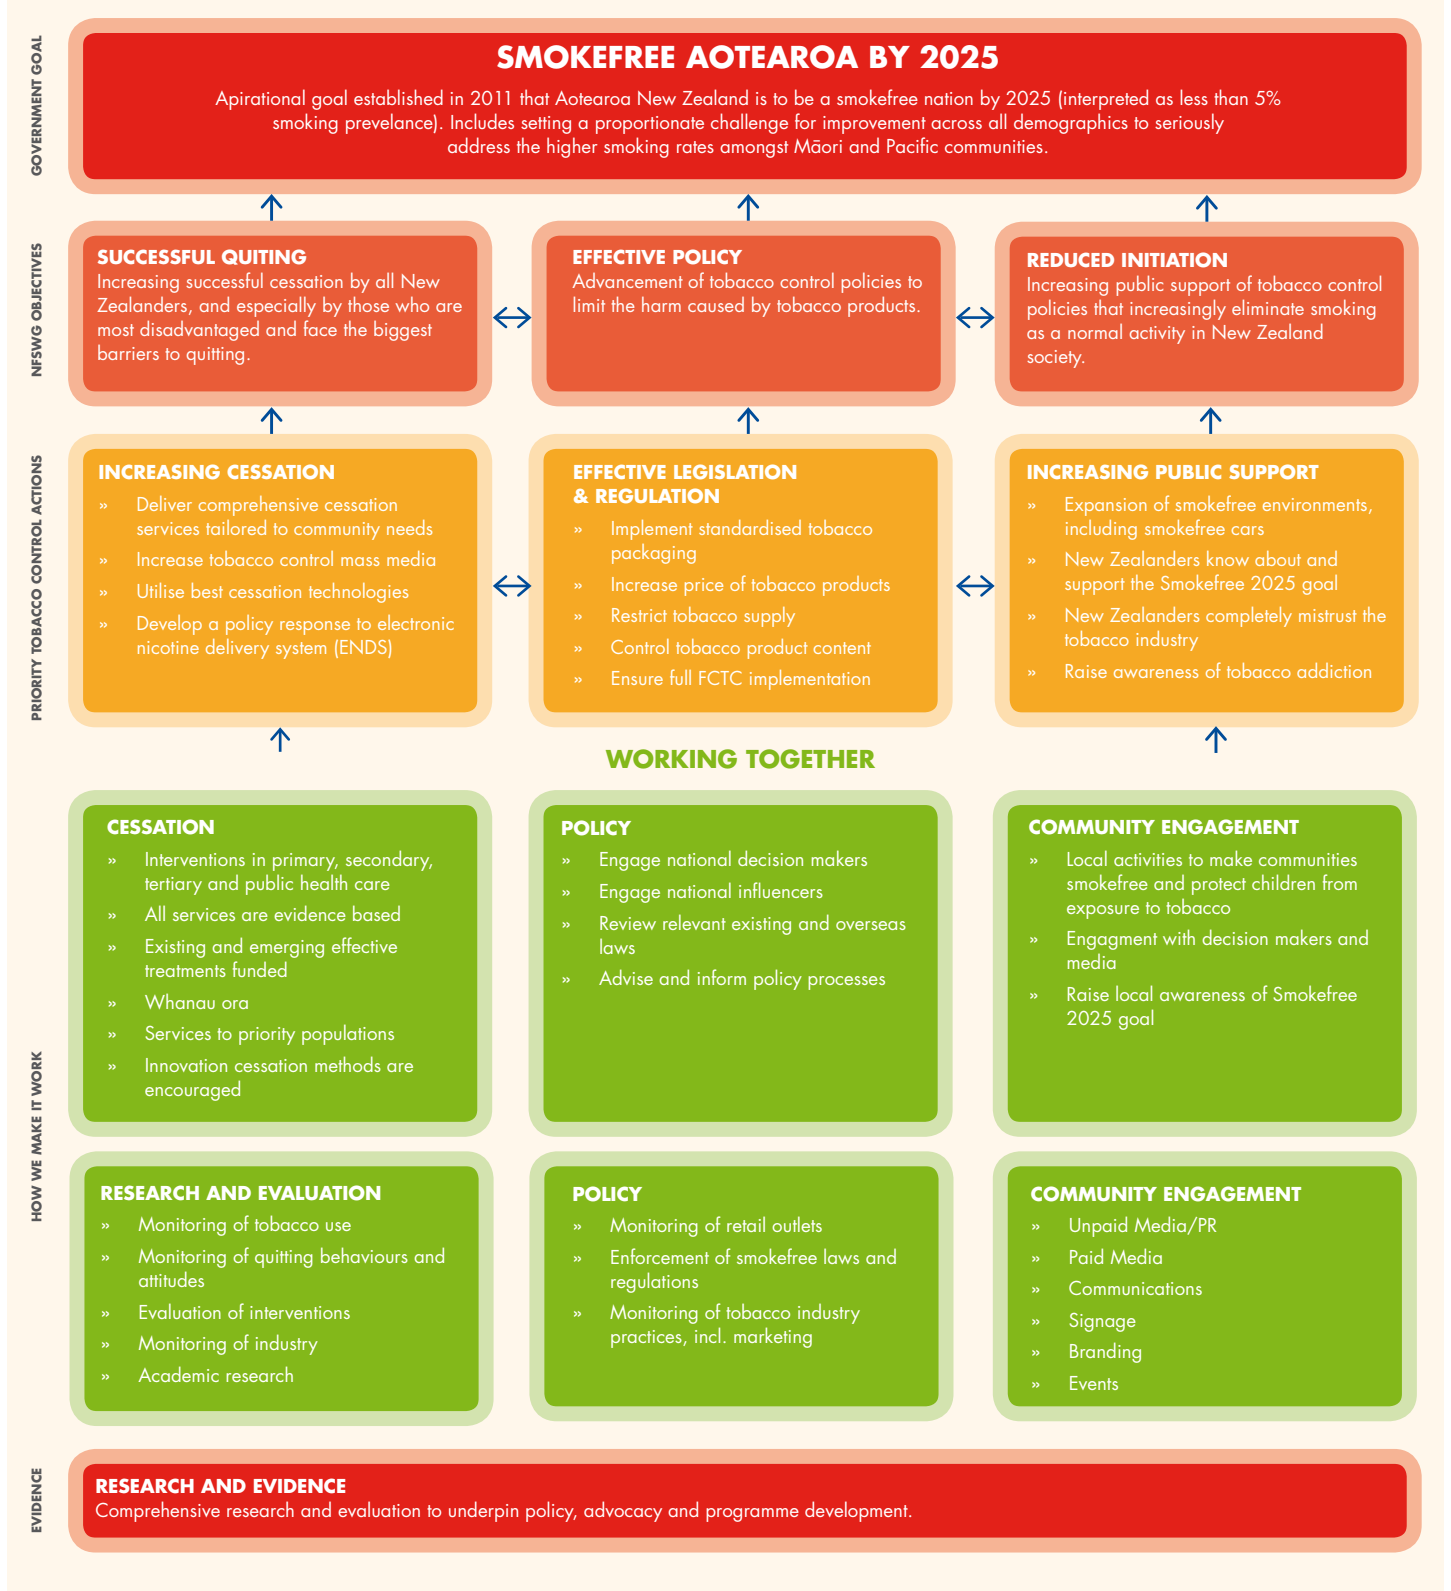 GOVERNMENT GOAL
SMOKEFREE AOTEAROA BY 2025
Apirational goal established in 2011 that Aotearoa New Zealand is to be a smokefree nation by 2025 (interpreted as less than 5%
smoking prevelance). Includes setting a proportionate challenge for improvement across all demographics to seriously
address the higher smoking rates amongst Māori and Pacific communities.
NFSWG OBJECTIVES
SUCCESSFUL QUITING
Increasing successful cessation by all New
Zealanders, and especially by those who are
most disadvantaged and face the biggest
barriers to quitting.
EFFECTIVE POLICY
Advancement of tobacco control policies to
limit the harm caused by tobacco products.
REDUCED INITIATION
Increasing public support of tobacco control
policies that increasingly eliminate smoking
as a normal activity in New Zealand
society.
PRIORITY TOBACCO CONTROL ACTIONS
INCREASING CESSATION
» Deliver comprehensive cessation
services tailored to community needs
» Increase tobacco control mass media
» Utilise best cessation technologies
» Develop a policy response to electronic
nicotine delivery system (ENDS)
EFFECTIVE LEGISLATION
& REGULATION
» Implement standardised tobacco
packaging
» Increase price of tobacco products
» Restrict tobacco supply
» Control tobacco product content
» Ensure full FCTC implementation
INCREASING PUBLIC SUPPORT
» Expansion of smokefree environments,
including smokefree cars
» New Zealanders know about and
support the Smokefree 2025 goal
» New Zealanders completely mistrust the
tobacco industry
» Raise awareness of tobacco addiction
WORKING TOGETHER
HOW WE MAKE IT WORK
CESSATION
» Interventions in primary, secondary,
tertiary and public health care
» All services are evidence based
» Existing and emerging effective
treatments funded
» Whanau ora
» Services to priority populations
» Innovation cessation methods are
encouraged
POLICY
» Engage national decision makers
» Engage national influencers
» Review relevant existing and overseas
laws
» Advise and inform policy processes
COMMUNITY ENGAGEMENT
» Local activities to make communities
smokefree and protect children from
exposure to tobacco
» Engagment with decision makers and
media
» Raise local awareness of Smokefree
2025 goal
RESEARCH AND EVALUATION
» Monitoring of tobacco use
» Monitoring of quitting behaviours and
attitudes
» Evaluation of interventions
» Monitoring of industry
» Academic research
POLICY
» Monitoring of retail outlets
» Enforcement of smokefree laws and
regulations
» Monitoring of tobacco industry
practices, incl. marketing
COMMUNITY ENGAGEMENT
» Unpaid Media/PR
» Paid Media
» Communications
» Signage
» Branding
» Events
EVIDENCE
RESEARCH AND EVIDENCE
Comprehensive research and evaluation to underpin policy, advocacy and programme development.